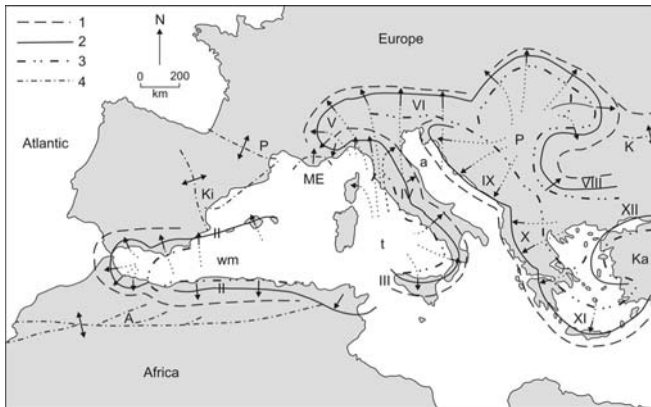 1
2
3
4
N
0 200
km
Europe
Atlantic
P
V
VI
P
K
ME
Ki
a
IV
IX
VIII
XII
II
wm
t
X
Ka
III
II
XI
A
Africa